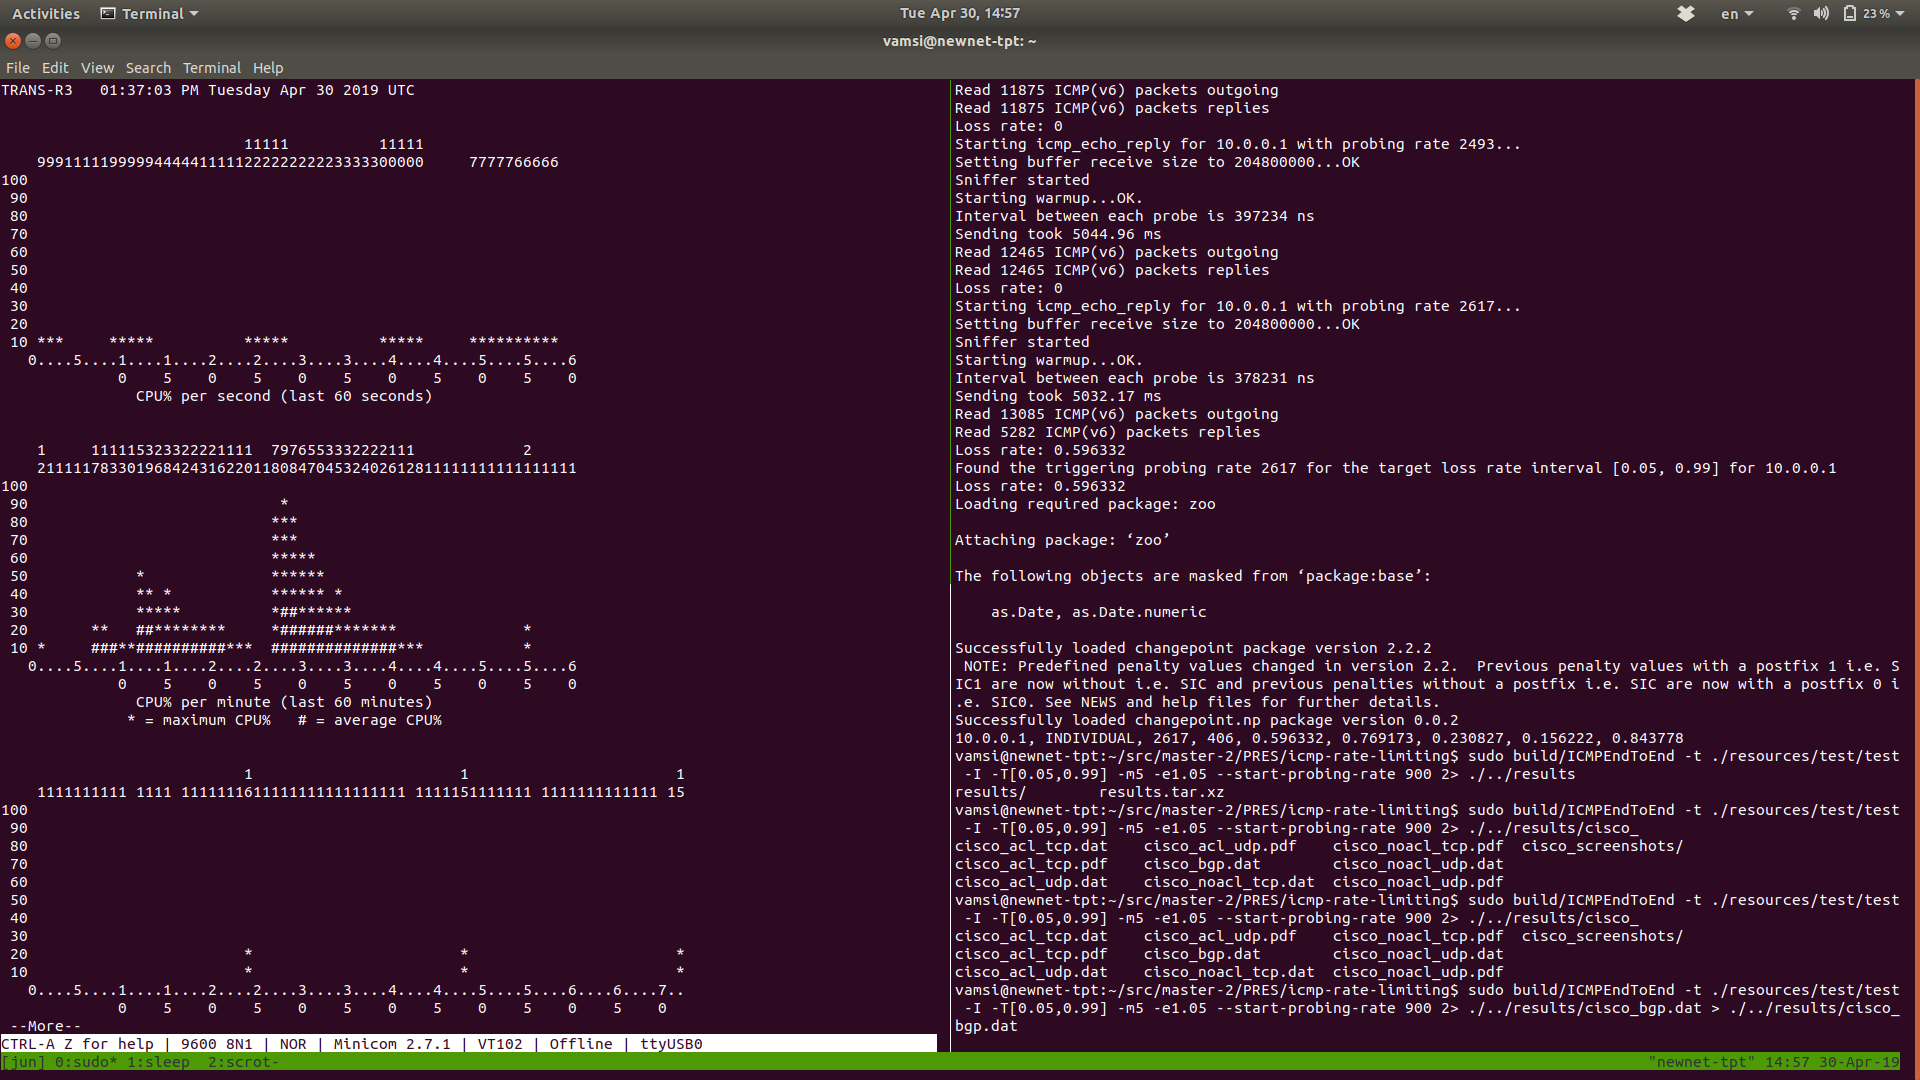 Activities Terminal Tue Apr 30, 14:57 en 23 %
vamsi@newnet-tpt: ~
File Edit View Search Terminal Help
TRANS-R3   01:37:03 PM Tuesday Apr 30 2019 UTC
                           11111          11111
    999111119999944444111112222222222233333000000     7777766666
100
 90
 80
 70
 60
 50
 40
 30
 20
 10 ***     *****          *****          *****     **********
   0....5....1....1....2....2....3....3....4....4....5....5....6
             0    5    0    5    0    5    0    5    0    5    0
               CPU% per second (last 60 seconds)
    1     111115323322221111  7976553332222111            2
    211111783301968424316220118084704532402612811111111111111111
100
 90                            *
 80                           ***
 70                           ***
 60                           *****
 50            *              ******
 40            ** *           ****** *
 30            *****          *##******
 20       **   ##********     *######*******              *
 10 *     ###**##########***  ##############***           *
   0....5....1....1....2....2....3....3....4....4....5....5....6
             0    5    0    5    0    5    0    5    0    5    0
               CPU% per minute (last 60 minutes)
              * = maximum CPU%   # = average CPU%
                           1                       1                       1
    1111111111 1111 1111111611111111111111111 1111151111111 1111111111111 15
100
 90
 80
 70
 60
 50
 40
 30
 20                        *                       *                       *
 10                        *                       *                       *
   0....5....1....1....2....2....3....3....4....4....5....5....6....6....7..
             0    5    0    5    0    5    0    5    0    5    0    5    0
 --More--
CTRL-A Z for help | 9600 8N1 | NOR | Minicom 2.7.1 | VT102 | Offline | ttyUSB0
Read 11875 ICMP(v6) packets outgoing
Read 11875 ICMP(v6) packets replies
Loss rate: 0
Starting icmp_echo_reply for 10.0.0.1 with probing rate 2493...
Setting buffer receive size to 204800000...OK
Sniffer started
Starting warmup...OK.
Interval between each probe is 397234 ns
Sending took 5044.96 ms
Read 12465 ICMP(v6) packets outgoing
Read 12465 ICMP(v6) packets replies
Loss rate: 0
Starting icmp_echo_reply for 10.0.0.1 with probing rate 2617...
Setting buffer receive size to 204800000...OK
Sniffer started
Starting warmup...OK.
Interval between each probe is 378231 ns
Sending took 5032.17 ms
Read 13085 ICMP(v6) packets outgoing
Read 5282 ICMP(v6) packets replies
Loss rate: 0.596332
Found the triggering probing rate 2617 for the target loss rate interval [0.05, 0.99] for 10.0.0.1
Loss rate: 0.596332
Loading required package: zoo
Attaching package: ‘zoo’
The following objects are masked from ‘package:base’:
    as.Date, as.Date.numeric
Successfully loaded changepoint package version 2.2.2
 NOTE: Predefined penalty values changed in version 2.2.  Previous penalty values with a postfix 1 i.e. S
IC1 are now without i.e. SIC and previous penalties without a postfix i.e. SIC are now with a postfix 0 i
.e. SIC0. See NEWS and help files for further details.
Successfully loaded changepoint.np package version 0.0.2
10.0.0.1, INDIVIDUAL, 2617, 406, 0.596332, 0.769173, 0.230827, 0.156222, 0.843778
vamsi@newnet-tpt:~/src/master-2/PRES/icmp-rate-limiting$ sudo build/ICMPEndToEnd -t ./resources/test/test
 -I -T[0.05,0.99] -m5 -e1.05 --start-probing-rate 900 2> ./../results
results/        results.tar.xz
vamsi@newnet-tpt:~/src/master-2/PRES/icmp-rate-limiting$ sudo build/ICMPEndToEnd -t ./resources/test/test
 -I -T[0.05,0.99] -m5 -e1.05 --start-probing-rate 900 2> ./../results/cisco_
cisco_acl_tcp.dat    cisco_acl_udp.pdf    cisco_noacl_tcp.pdf  cisco_screenshots/
cisco_acl_tcp.pdf    cisco_bgp.dat        cisco_noacl_udp.dat
cisco_acl_udp.dat    cisco_noacl_tcp.dat  cisco_noacl_udp.pdf
vamsi@newnet-tpt:~/src/master-2/PRES/icmp-rate-limiting$ sudo build/ICMPEndToEnd -t ./resources/test/test
 -I -T[0.05,0.99] -m5 -e1.05 --start-probing-rate 900 2> ./../results/cisco_
cisco_acl_tcp.dat    cisco_acl_udp.pdf    cisco_noacl_tcp.pdf  cisco_screenshots/
cisco_acl_tcp.pdf    cisco_bgp.dat        cisco_noacl_udp.dat
cisco_acl_udp.dat    cisco_noacl_tcp.dat  cisco_noacl_udp.pdf
vamsi@newnet-tpt:~/src/master-2/PRES/icmp-rate-limiting$ sudo build/ICMPEndToEnd -t ./resources/test/test
 -I -T[0.05,0.99] -m5 -e1.05 --start-probing-rate 900 2> ./../results/cisco_bgp.dat > ./../results/cisco_
bgp.dat
[jun] 0:sudo* 1:sleep  2:scrot- "newnet-tpt" 14:57 30-Apr-19